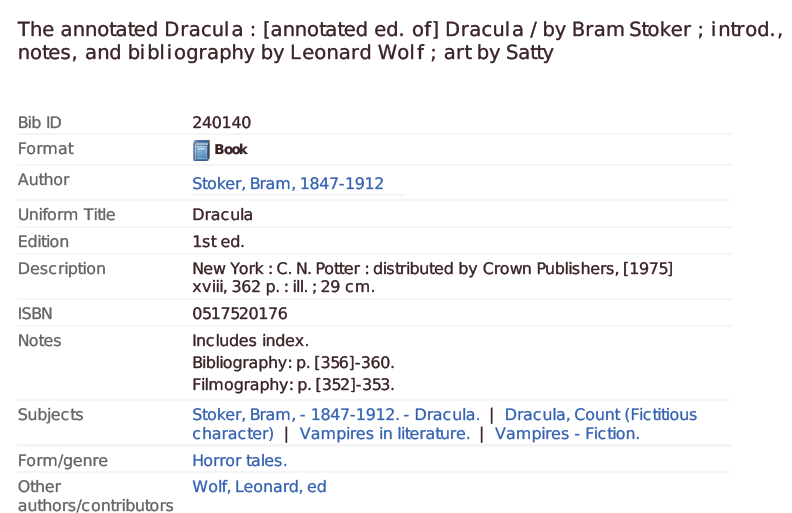 The annotated Dracula : [annotated ed. of] Dracula / by Bram Stoker ; introd.,
notes, and bibliography by Leonard Wolf ; art by Satty
Bib ID 240140
Format Book
Author Stoker, Bram, 1847-1912
Uniform Title Dracula
Edition 1st ed.
Description New York : C. N. Potter : distributed by Crown Publishers, [1975]
xviii, 362 p. : ill. ; 29 cm.
ISBN 0517520176
Notes Includes index.
Bibliography: p. [356]-360.
Filmography: p. [352]-353.
Subjects Stoker, Bram, - 1847-1912. - Dracula. | Dracula, Count (Fictitious
character) | Vampires in literature. | Vampires - Fiction.
Form/genre Horror tales.
Other Wolf, Leonard, ed
authors/contributors